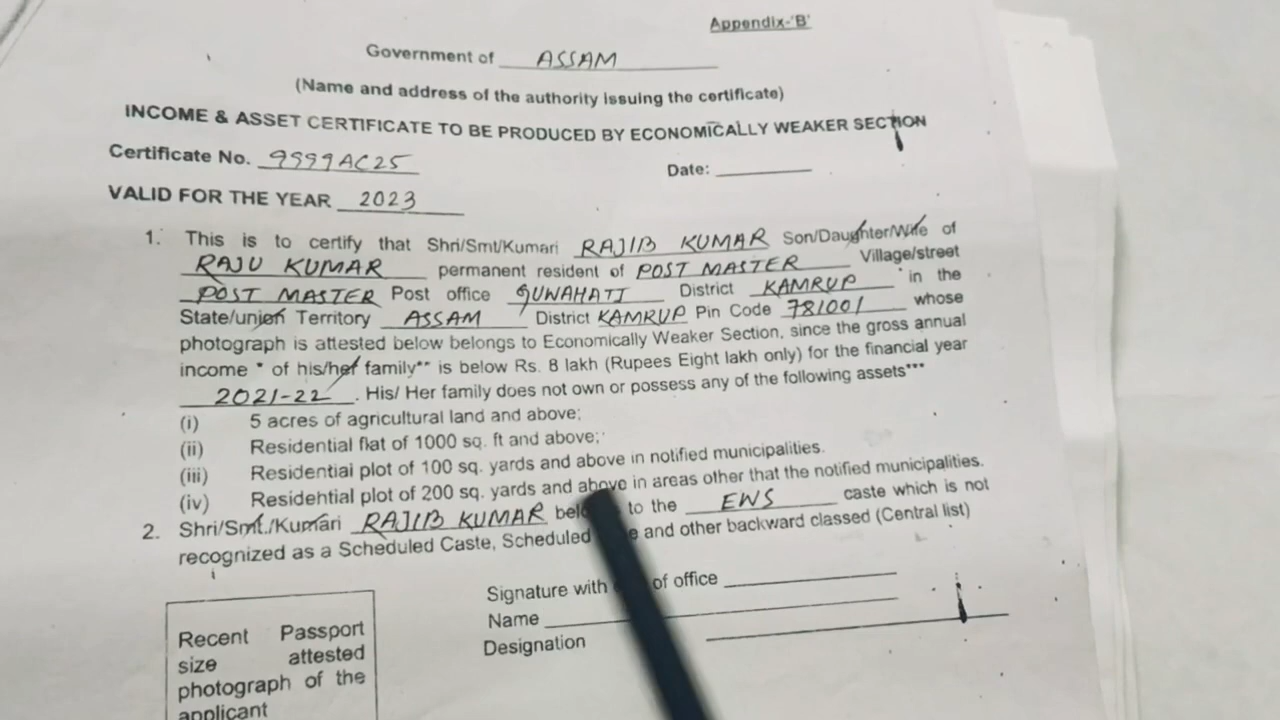 Appendix-'B'
Government of ASSAM
(Name and address of the authority issuing the certificate)
INCOME & ASSET CERTIFICATE TO BE PRODUCED BY ECONOMICALLY WEAKER SECTION
Certificate No. 9999AC25 Date:
VALID FOR THE YEAR 2023
1. This is to certify that Shri/Smt/Kumari RAJIB KUMAR Son/Daughter/Wife of
RAJU KUMAR permanent resident of POST MASTER Village/street
POST MASTER Post office GUWAHATI District KAMRUP in the
State/union Territory ASSAM District KAMRUP Pin Code 781001 whose
photograph is attested below belongs to Economically Weaker Section, since the gross annual
income * of his/her family** is below Rs. 8 lakh (Rupees Eight lakh only) for the financial year
2021-22. His/ Her family does not own or possess any of the following assets***
(i) 5 acres of agricultural land and above;
(ii) Residential flat of 1000 sq. ft and above;
(iii) Residential plot of 100 sq. yards and above in notified municipalities.
(iv) Residential plot of 200 sq. yards and above in areas other that the notified municipalities.
2. Shri/Smt./Kumari RAJIB KUMAR to the EWS caste which is not
recognized as a Scheduled Caste, Scheduled and other backward classed (Central list)
Signature with of office
Name
Designation
Recent Passport
size attested
photograph of the
applicant